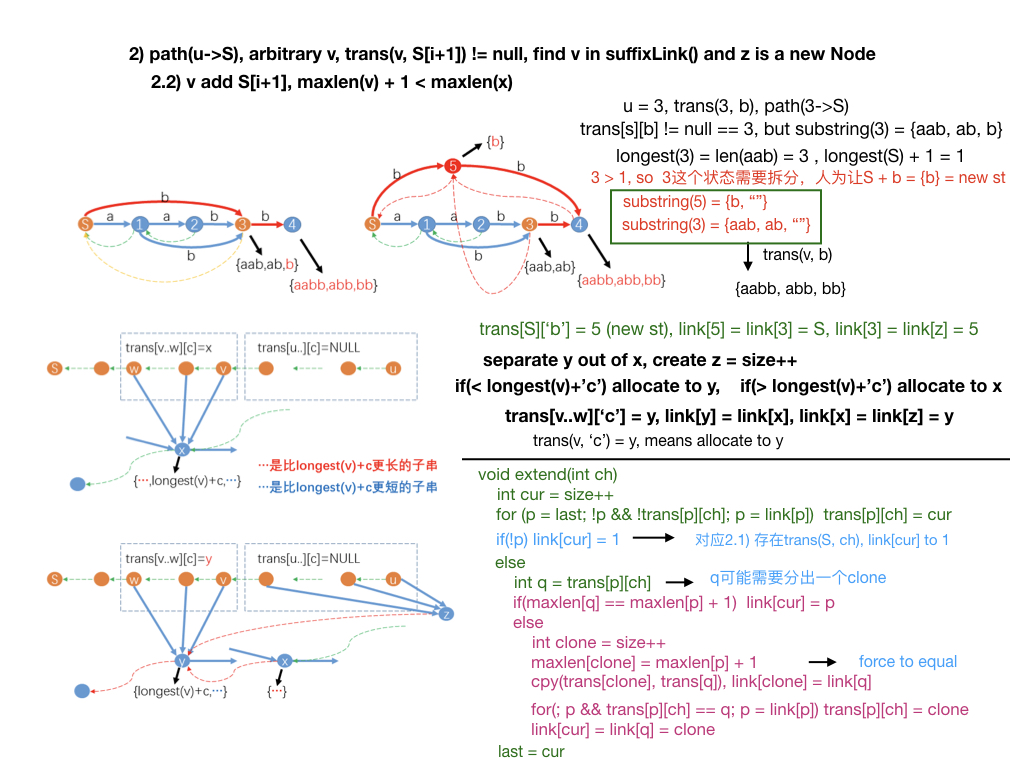 2) path(u->S), arbitrary v, trans(v, S[i+1]) != null, find v in suffixLink() and z is a new Node
2.2) v add S[i+1], maxlen(v) + 1 < maxlen(x)
u = 3, trans(3, b), path(3->S)
trans[s][b] != null == 3, but substring(3) = {aab, ab, b}
longest(3) = len(aab) = 3 , longest(S) + 1 = 1
3 > 1, so 3这个状态需要拆分，人为让S + b = {b} = new st
substring(5) = {b, “”}
substring(3) = {aab, ab, “”}
trans(v, b)
{aabb, abb, bb}
b
S a 1 a 2 b 3 b 4
b
{aab,ab,b}
{aabb,abb,bb}
{b}
5
b b
S a 1 a 2 b 3 b 4
b
{aab,ab}
{aabb,abb,bb}
trans[S][‘b’] = 5 (new st), link[5] = link[3] = S, link[3] = link[z] = 5
separate y out of x, create z = size++
if(< longest(v)+’c’) allocate to y, if(> longest(v)+’c’) allocate to x
trans[v..w][‘c’] = y, link[y] = link[x], link[x] = link[z] = y
trans(v, ‘c’) = y, means allocate to y
trans[v..w][c]=x trans[u..][c]=NULL
S w v u
x
{…,longest(v)+c,…}
…是比longest(v)+c更长的子串
…是比longest(v)+c更短的子串
trans[v..w][c]=y trans[u..][c]=NULL
S w v u
z
y x
{longest(v)+c,…} {…}
void extend(int ch)
int cur = size++
for (p = last; !p && !trans[p][ch]; p = link[p]) trans[p][ch] = cur
if(!p) link[cur] = 1 对应2.1) 存在trans(S, ch), link[cur] to 1
else
int q = trans[p][ch] q可能需要分出一个clone
if(maxlen[q] == maxlen[p] + 1) link[cur] = p
else
int clone = size++
maxlen[clone] = maxlen[p] + 1 force to equal
cpy(trans[clone], trans[q]), link[clone] = link[q]
for(; p && trans[p][ch] == q; p = link[p]) trans[p][ch] = clone
link[cur] = link[q] = clone
last = cur